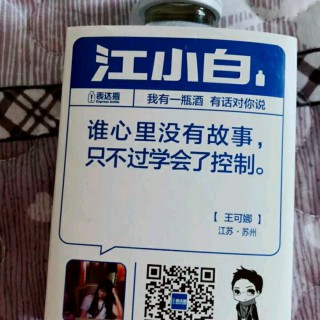 江小白
表达瓶
我有一瓶酒 有话对你说
谁心里没有故事，
只不过学会了控制。
【 王可娜 】
江苏·苏州